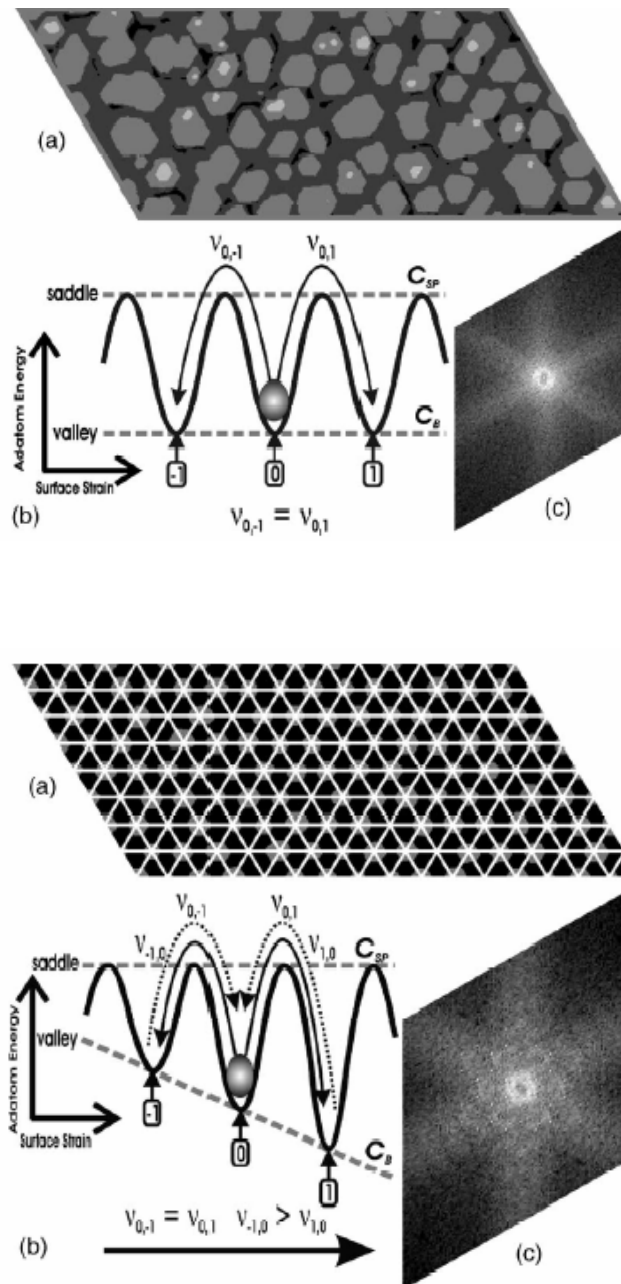 (a)
ν0,-1 ν0,1
saddle CSP
Adatom Energy
valley C̄B
Surface Strain
-1 0 1
(b)
ν0,-1 = ν0,1
(c)
(a)
ν0,-1 ν0,1
ν-1,0 ν1,0
saddle CSP
Adatom Energy
valley
Surface Strain
-1
0
C̄B
1
(b)
ν0,-1 = ν0,1 ν-1,0 > ν1,0
(c)